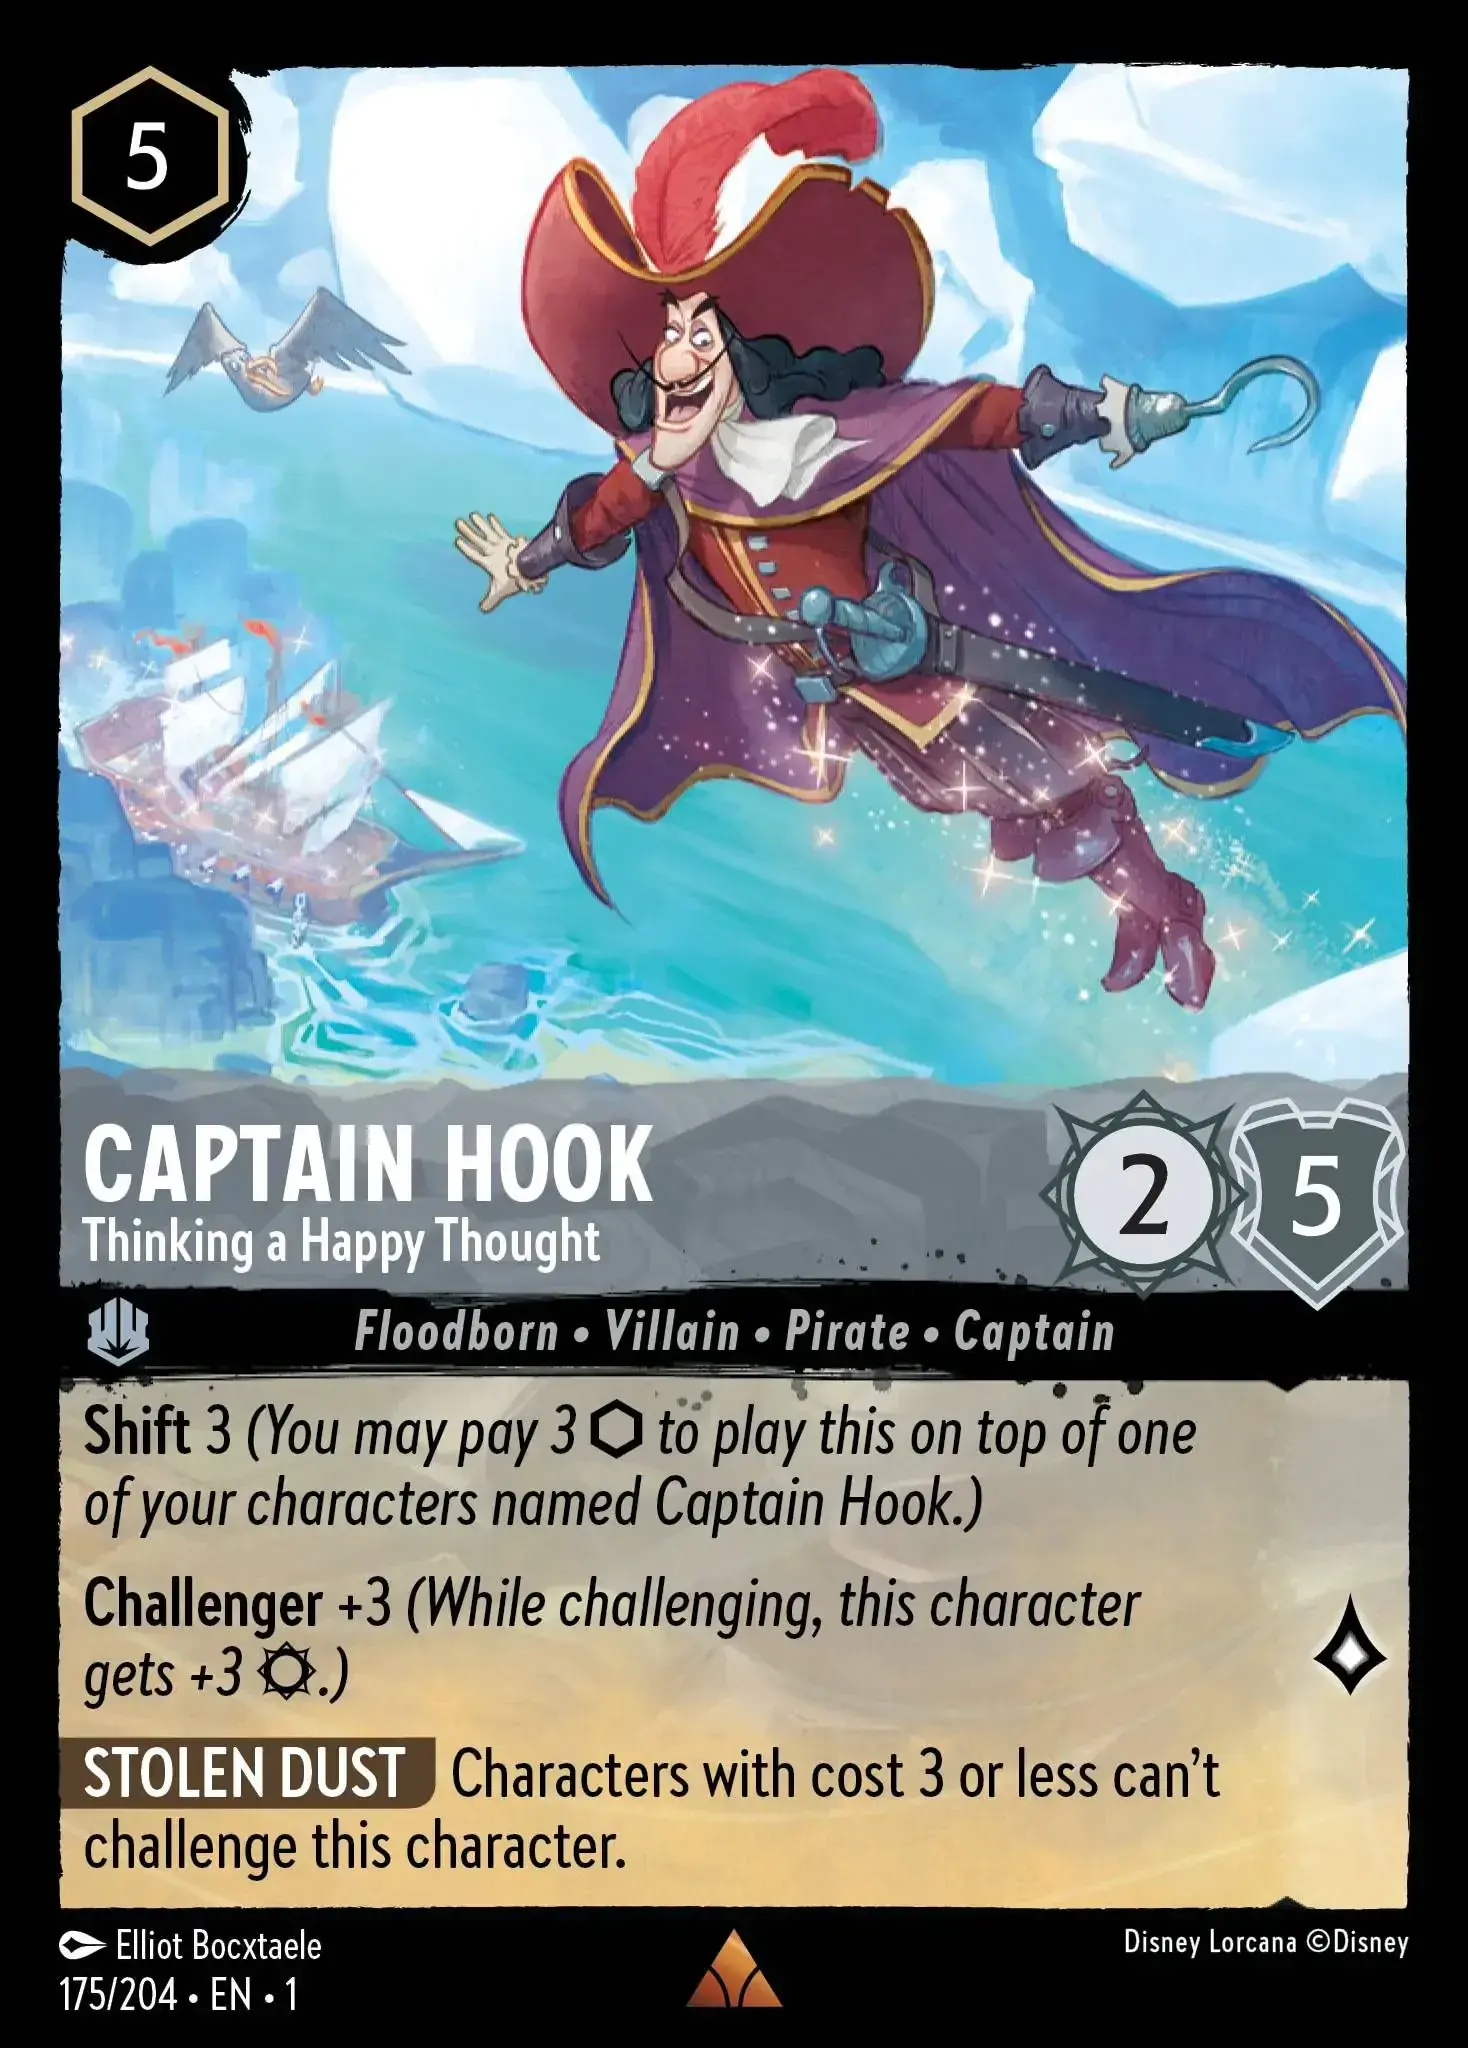 5
CAPTAIN HOOK
Thinking a Happy Thought
2
5
Floodborn • Villain • Pirate • Captain
Shift 3 (You may pay 3 ⬡ to play this on top of one
of your characters named Captain Hook.)
Challenger +3 (While challenging, this character
gets +3 ¤.)
STOLEN DUST Characters with cost 3 or less can’t
challenge this character.
Elliot Bocxtaele
Disney Lorcana ©Disney
175/204 • EN • 1